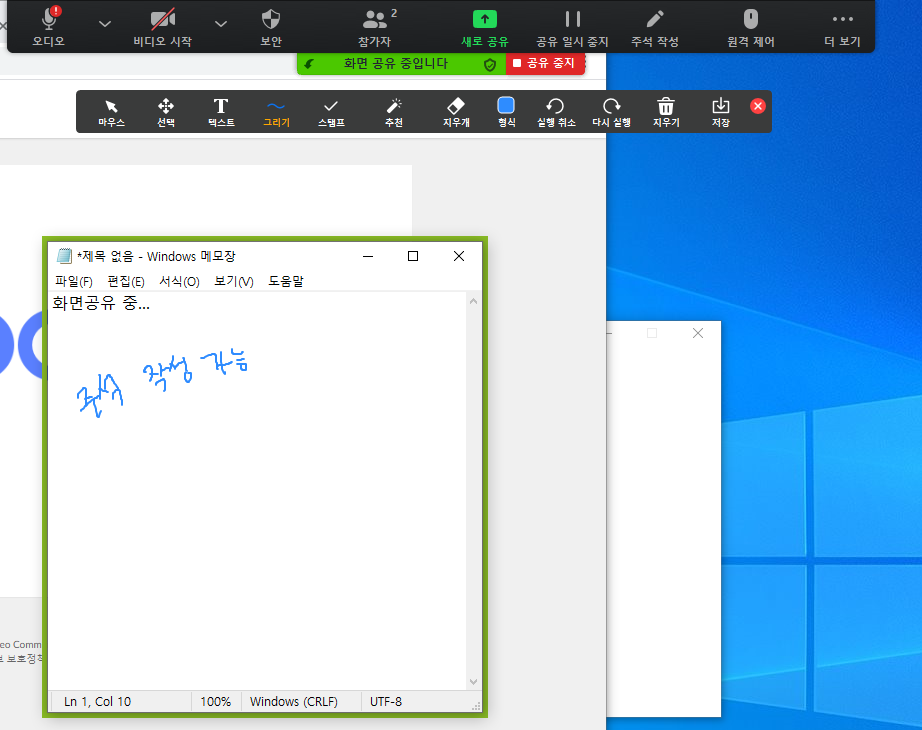 오디오
비디오 시작
보안
2
참가자
새로 공유
공유 일시 중지
주석 작성
원격 제어
더 보기
화면 공유 중입니다
공유 중지
마우스
선택
텍스트
그리기
스탬프
추천
지우개
형식
실행 취소
다시 실행
지우기
저장
*제목 없음 - Windows 메모장
파일(F) 편집(E) 서식(O) 보기(V) 도움말
화면공유 중...
주석 작성 가능
eo Comm
보호정책
Ln 1, Col 10 100% Windows (CRLF) UTF-8